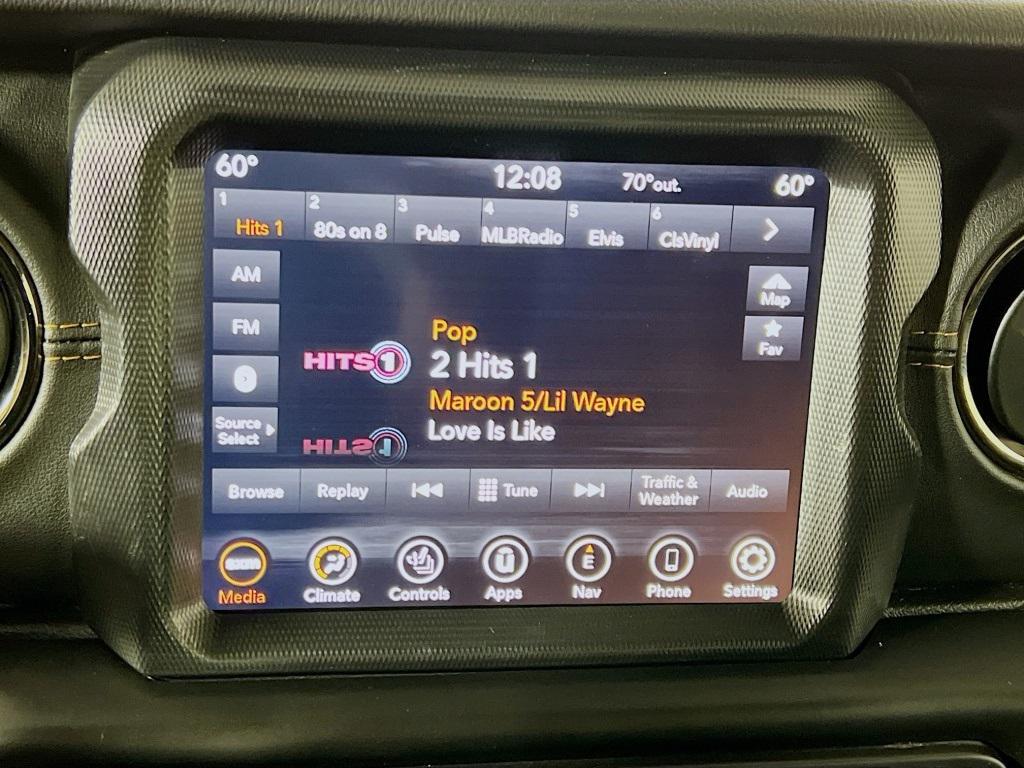 60° 12:08 70°out. 60°
1 Hits 1
2 80s on 8
3 Pulse
4 MLBRadio
5 Elvis
6 ClsVinyl
AM
FM
Source
Select
Map
Fav
HITS1
Pop
2 Hits 1
Maroon 5/Lil Wayne
Love Is Like
Browse Replay Tune Traffic &
Weather
Audio
E
Media Climate Controls Apps Nav Phone Settings